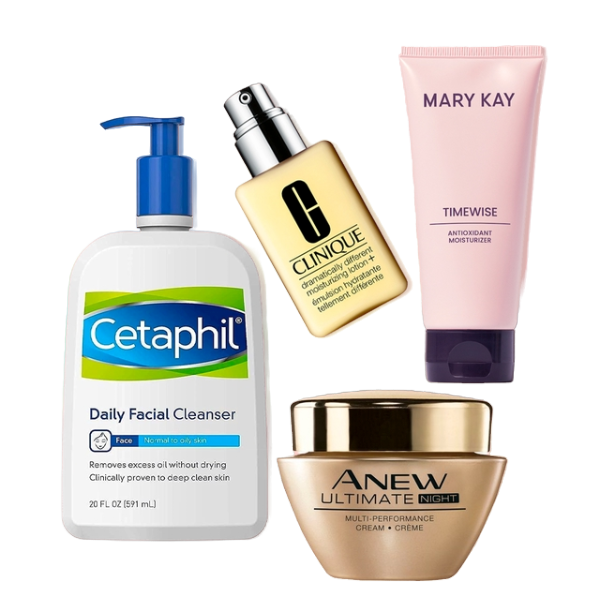 Cetaphil®
Daily Facial Cleanser
Face
Normal to oily skin
Removes excess oil without drying
Clinically proven to deep clean skin
20 FL OZ (591 mL)
C
CLINIQUE
dramatically different
moisturizing lotion+
émulsion hydratante
tellement différente
MARY KAY
TIMEWISE
ANTIOXIDANT
MOISTURIZER
ANEW
ULTIMATE NIGHT
MULTI-PERFORMANCE
CREAM • CRÈME